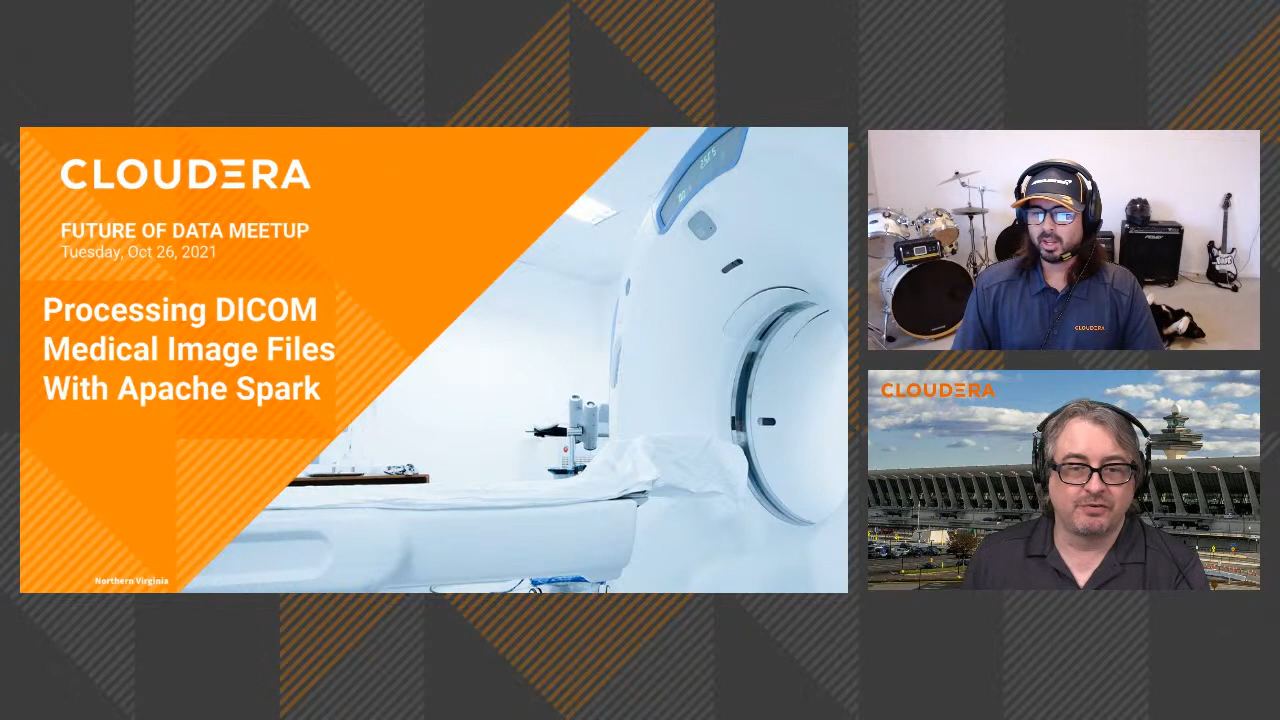 CLOUDERA
FUTURE OF DATA MEETUP
Tuesday, Oct 26, 2021
Processing DICOM
Medical Image Files
With Apache Spark
Northern Virginia
CLOUDERA
CLOUDERA